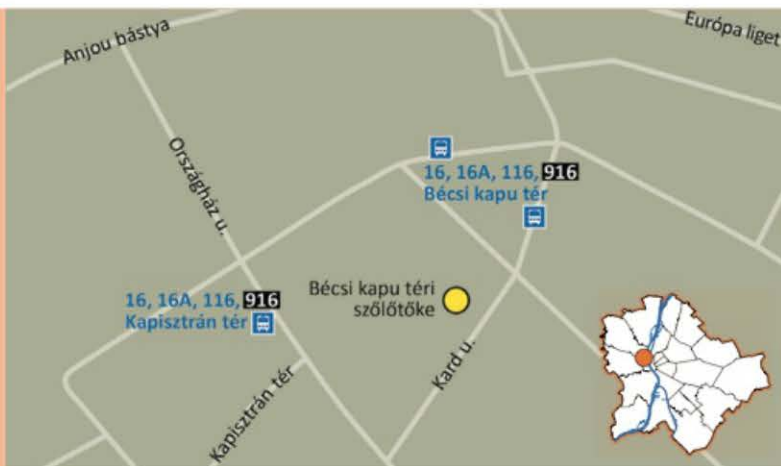 Anjou bástya
Európa liget
Országház u.
16, 16A, 116, 916
Bécsi kapu tér
Bécsi kapu téri
szőlőtőke
16, 16A, 116, 916
Kapisztrán tér
Kard u.
Kapisztrán tér